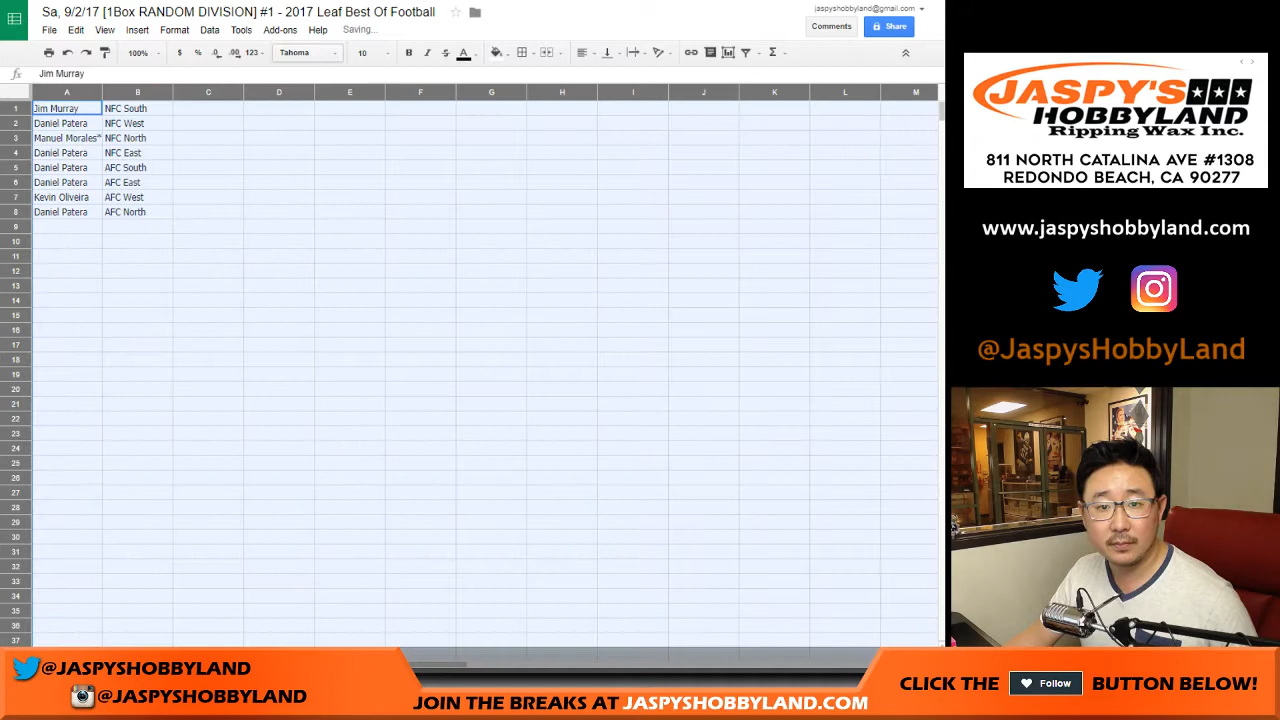 Sa, 9/2/17 [1Box RANDOM DIVISION] #1 - 2017 Leaf Best Of Football
jaspyshobbyland@gmail.com
File Edit View Insert Format Data Tools Add-ons Help Saving...
Comments
Share
100% $ % .0 .00 123 Tahoma 10 B I S A Σ
fx Jim Murray
A B C D E F G H I J K L M
1 Jim Murray NFC South
2 Daniel Patera NFC West
3 Manuel Morales* NFC North
4 Daniel Patera NFC East
5 Daniel Patera AFC South
6 Daniel Patera AFC East
7 Kevin Oliveira AFC West
8 Daniel Patera AFC North
9
10
11
12
13
14
15
16
17
18
19
20
21
22
23
24
25
26
27
28
29
30
31
32
33
34
35
36
37
JASPY'S
HOBBYLAND
Ripping Wax Inc.
811 NORTH CATALINA AVE #1308
REDONDO BEACH, CA 90277
www.jaspyshobbyland.com
@JaspysHobbyLand
@JASPYSHOBBYLAND
@JASPYSHOBBYLAND
JOIN THE BREAKS AT JASPYSHOBBYLAND.COM
CLICK THE Follow BUTTON BELOW!